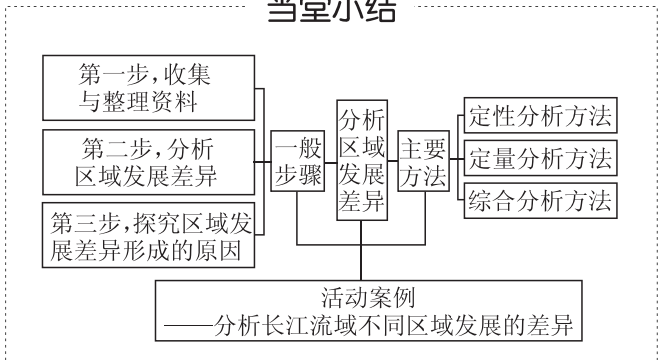 当堂小结
第一步,收集
与整理资料
第二步,分析
区域发展差异
第三步,探究区域发
展差异形成的原因
一般
步骤
分析
区域
发展
差异
主要
方法
定性分析方法
定量分析方法
综合分析方法
活动案例
——分析长江流域不同区域发展的差异